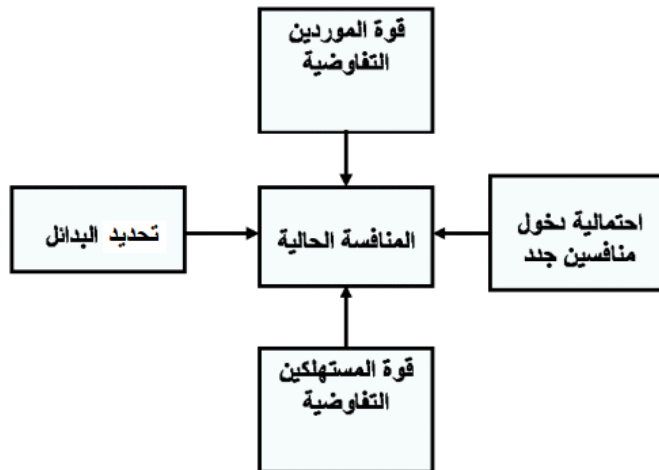 قوة الموردين
التفاوضية
احتمالية دخول
منافسين جدد
المنافسة الحالية
تحديد البدائل
قوة المستهلكين
التفاوضية